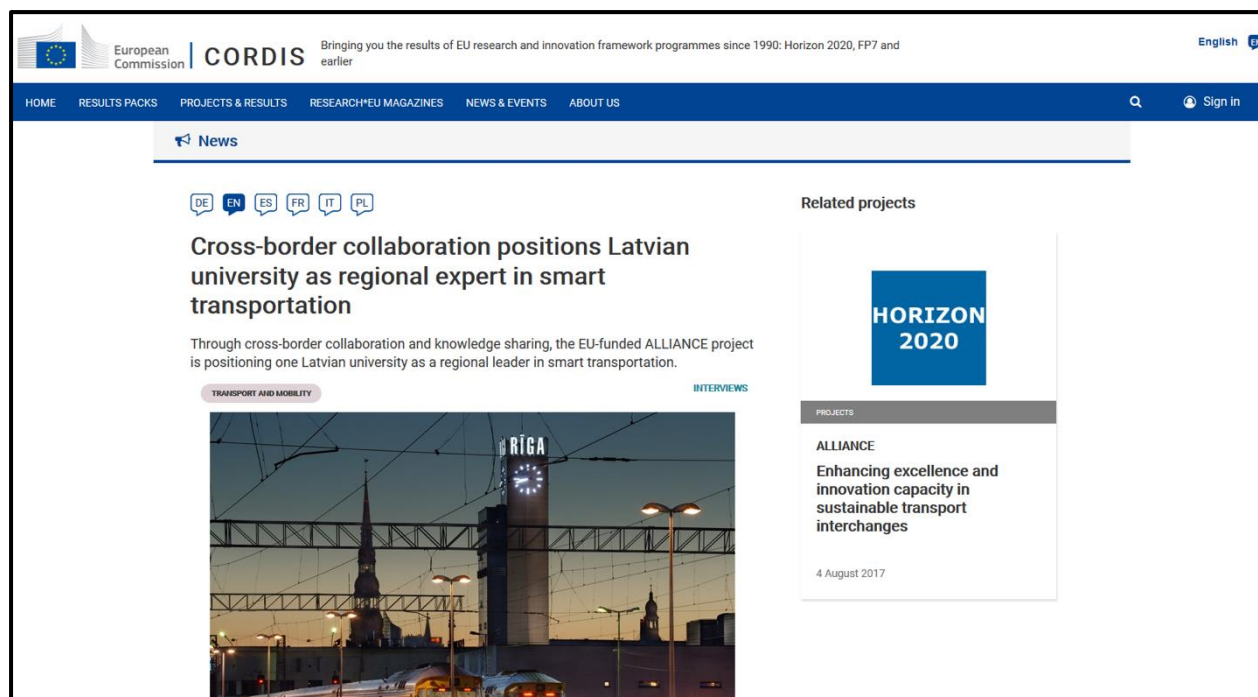 European
Commission
CORDIS
Bringing you the results of EU research and innovation framework programmes since 1990: Horizon 2020, FP7 and
earlier
English EN
HOME RESULTS PACKS PROJECTS & RESULTS RESEARCH*EU MAGAZINES NEWS & EVENTS ABOUT US Sign in
News
DE EN ES FR IT PL
Cross-border collaboration positions Latvian
university as regional expert in smart
transportation
Through cross-border collaboration and knowledge sharing, the EU-funded ALLIANCE project
is positioning one Latvian university as a regional leader in smart transportation.
TRANSPORT AND MOBILITY INTERVIEWS
RĪGA
Related projects
HORIZON
2020
PROJECTS
ALLIANCE
Enhancing excellence and
innovation capacity in
sustainable transport
interchanges
4 August 2017